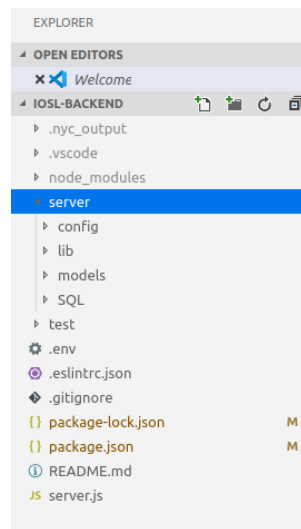 EXPLORER
OPEN EDITORS
Welcome
IOSL-BACKEND
.nyc_output
.vscode
node_modules
server
config
lib
models
SQL
test
.env
.eslintrc.json
.gitignore
{} package-lock.json M
{} package.json M
README.md
JS server.js